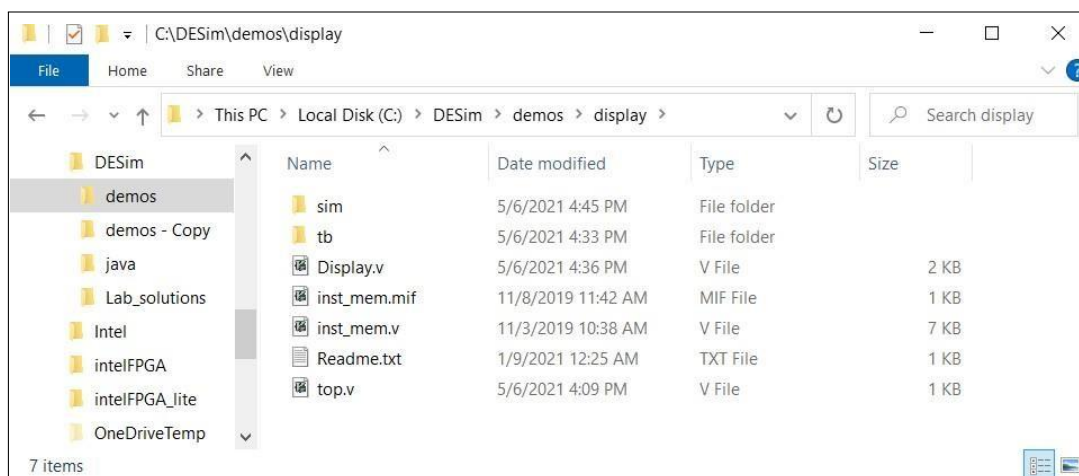 C:\DESim\demos\display
File Home Share View ?
This PC > Local Disk (C:) > DESim > demos > display > Search display
DESim
demos
demos - Copy
java
Lab_solutions
Intel
intelFPGA
intelFPGA_lite
OneDriveTemp
Name Date modified Type Size
sim 5/6/2021 4:45 PM File folder
tb 5/6/2021 4:33 PM File folder
Display.v 5/6/2021 4:36 PM V File 2 KB
inst_mem.mif 11/8/2019 11:42 AM MIF File 1 KB
inst_mem.v 11/3/2019 10:38 AM V File 7 KB
Readme.txt 1/9/2021 12:25 AM TXT File 1 KB
top.v 5/6/2021 4:09 PM V File 1 KB
7 items